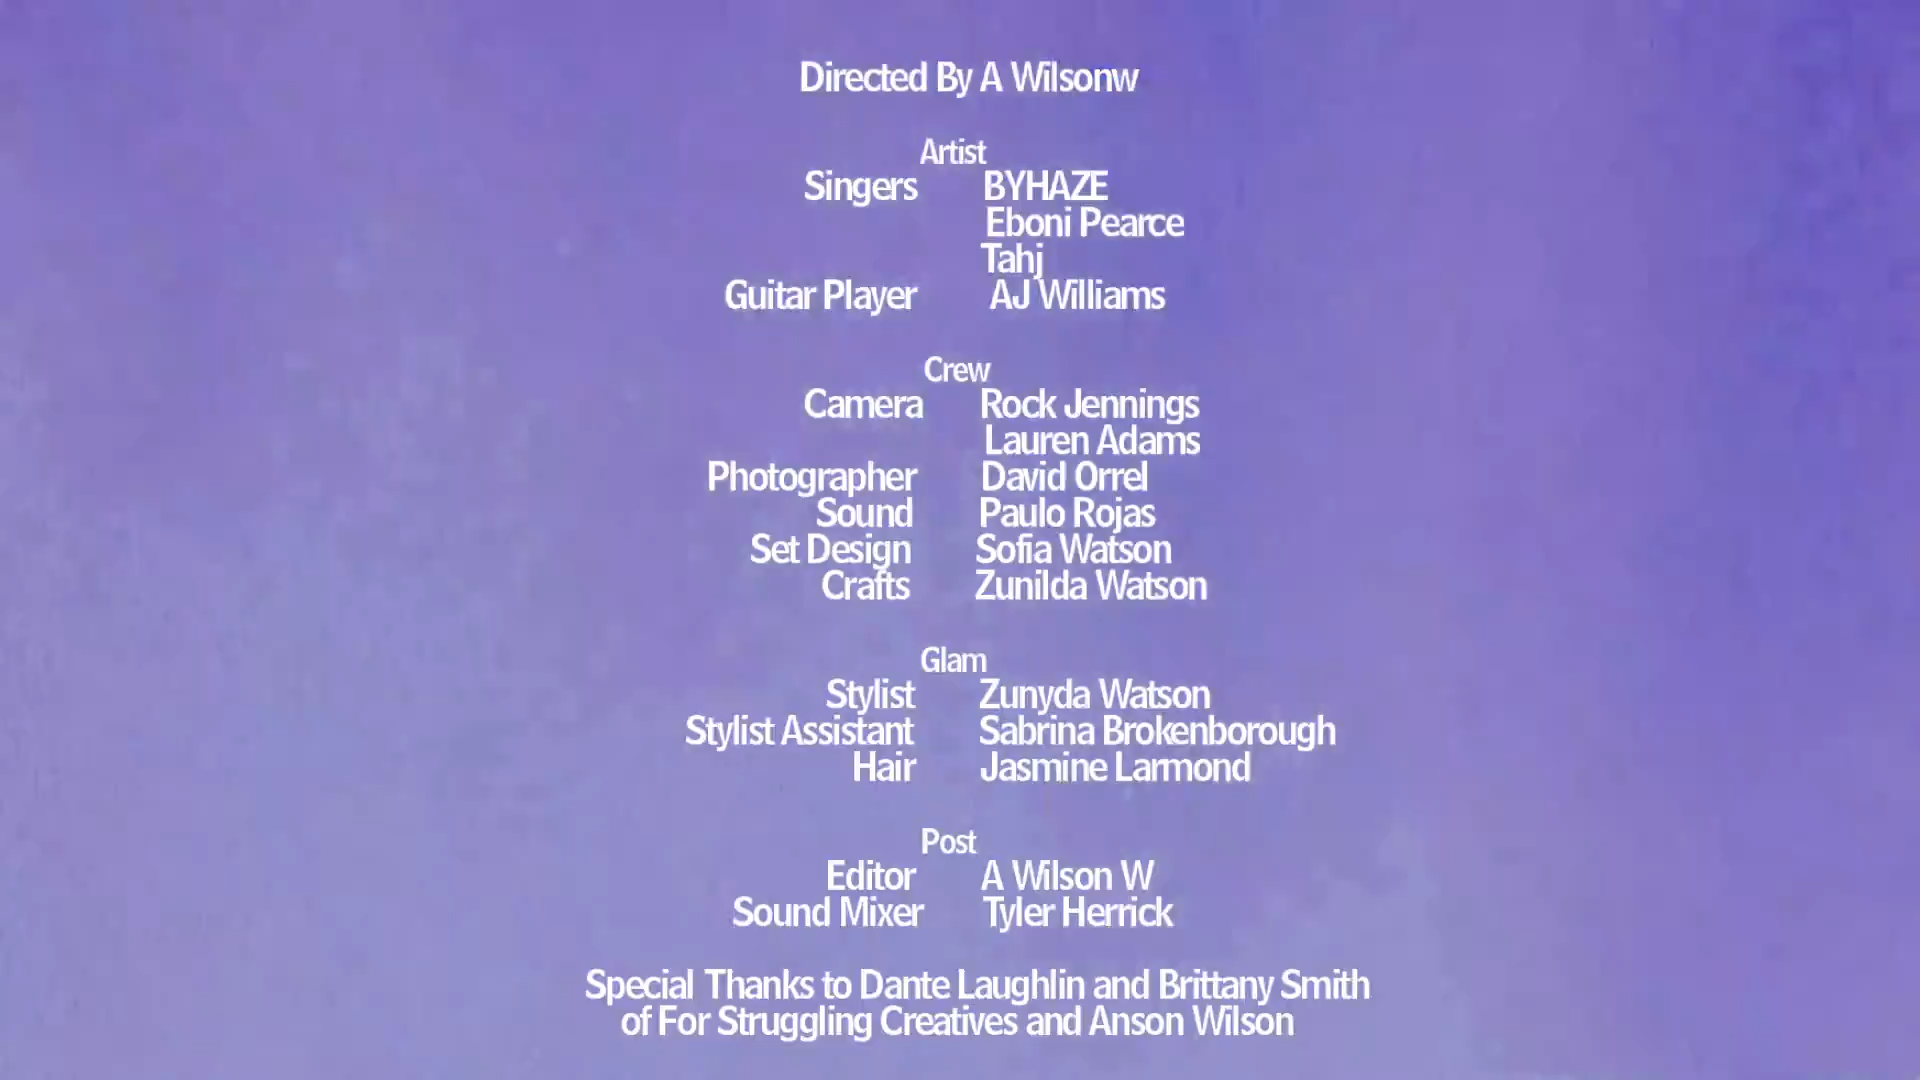 Directed By A Wilsonw
Artist
Singers BYHAZE
Eboni Pearce
Tahj
Guitar Player AJ Williams
Crew
Camera Rock Jennings
Lauren Adams
Photographer David Orrel
Sound Paulo Rojas
Set Design Sofia Watson
Crafts Zunilda Watson
Glam
Stylist Zunyda Watson
Stylist Assistant Sabrina Brokenborough
Hair Jasmine Larmond
Post
Editor A Wilson W
Sound Mixer Tyler Herrick
Special Thanks to Dante Laughlin and Brittany Smith
of For Struggling Creatives and Anson Wilson